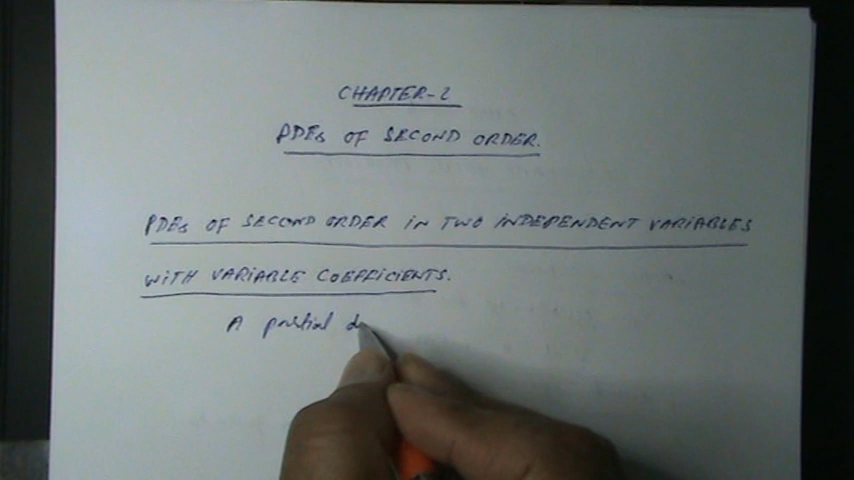 CHAPTER-2
PDEs OF SECOND ORDER.
PDEs OF SECOND ORDER IN TWO INDEPENDENT VARIABLES
WITH VARIABLE COEFFICIENTS.
A partial d